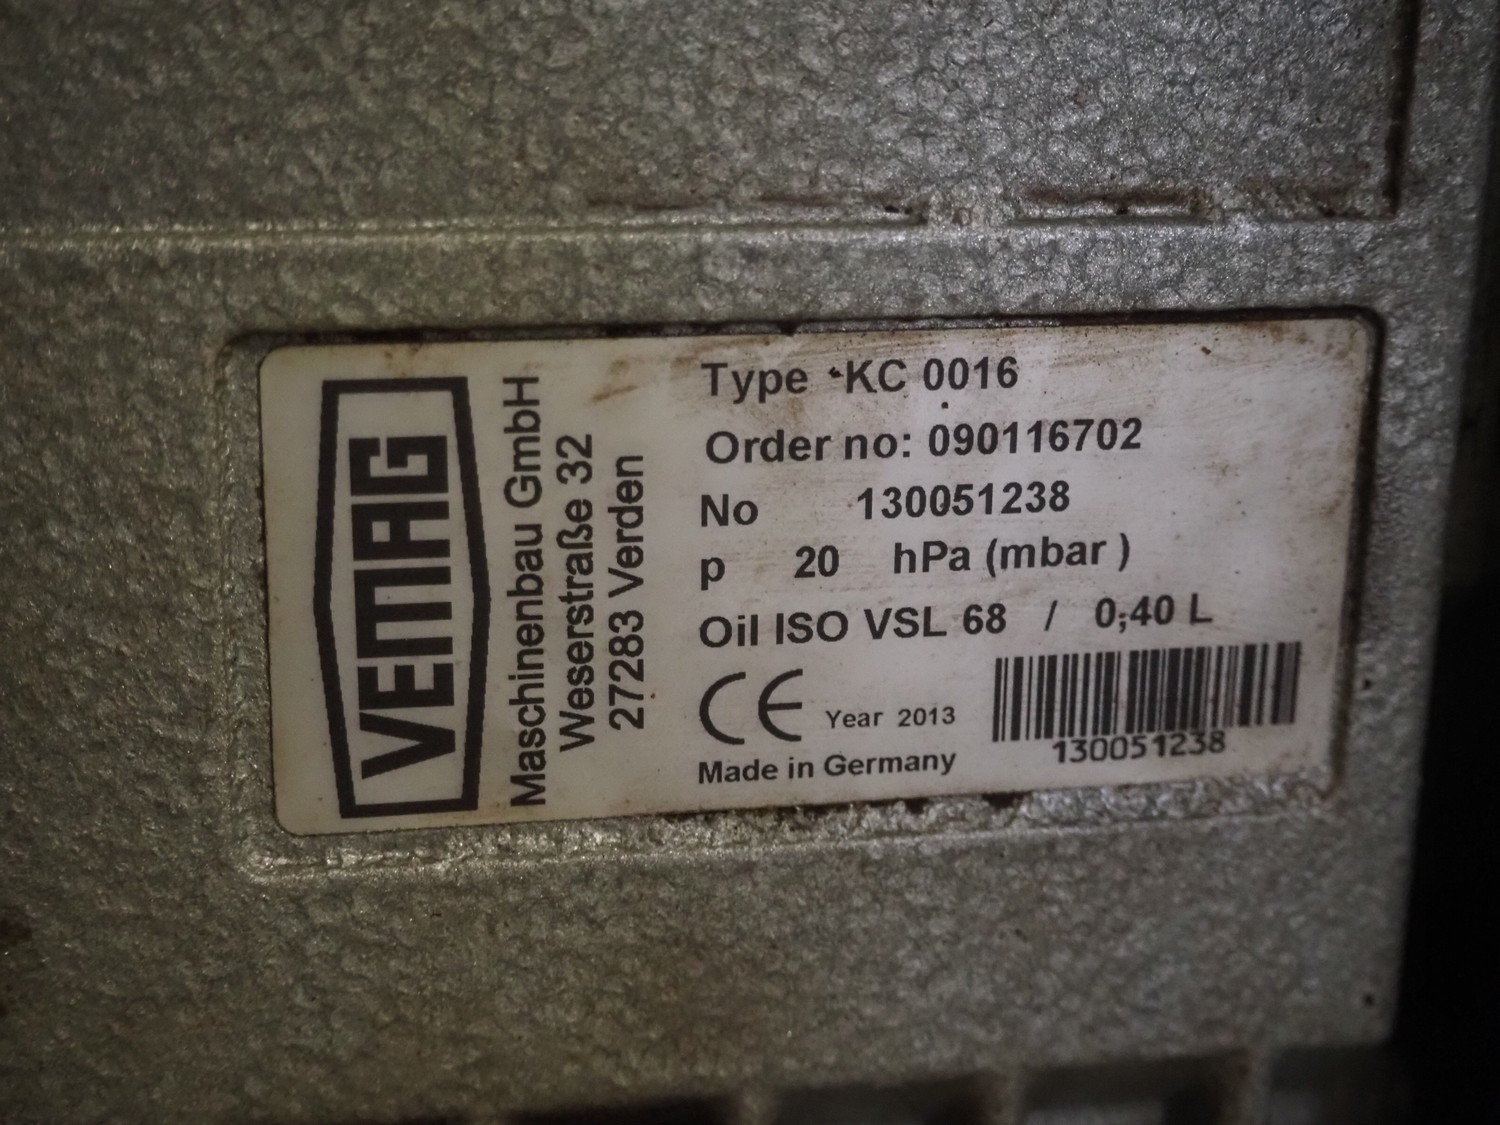 VEMAG
Maschinenbau GmbH
Weserstraße 32
27283 Verden
Type KC 0016
Order no: 090116702
No 130051238
p 20 hPa (mbar )
Oil ISO VSL 68 / 0,40 L
CE Year 2013
Made in Germany
130051238